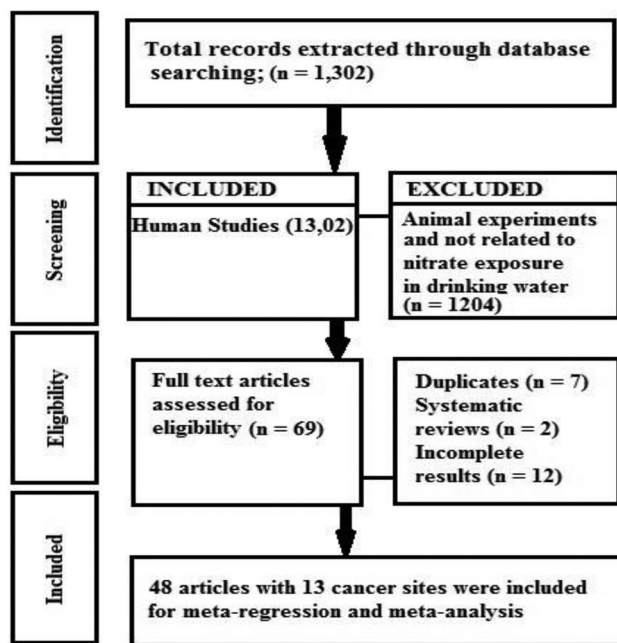 Identification
Total records extracted through database
searching; (n = 1,302)
Screening
INCLUDED
Human Studies (13,02)
EXCLUDED
Animal experiments
and not related to
nitrate exposure
in drinking water
(n = 1204)
Eligibility
Full text articles
assessed for
eligibility (n = 69)
Duplicates (n = 7)
Systematic
reviews (n = 2)
Incomplete
results (n = 12)
Included
48 articles with 13 cancer sites were included
for meta-regression and meta-analysis